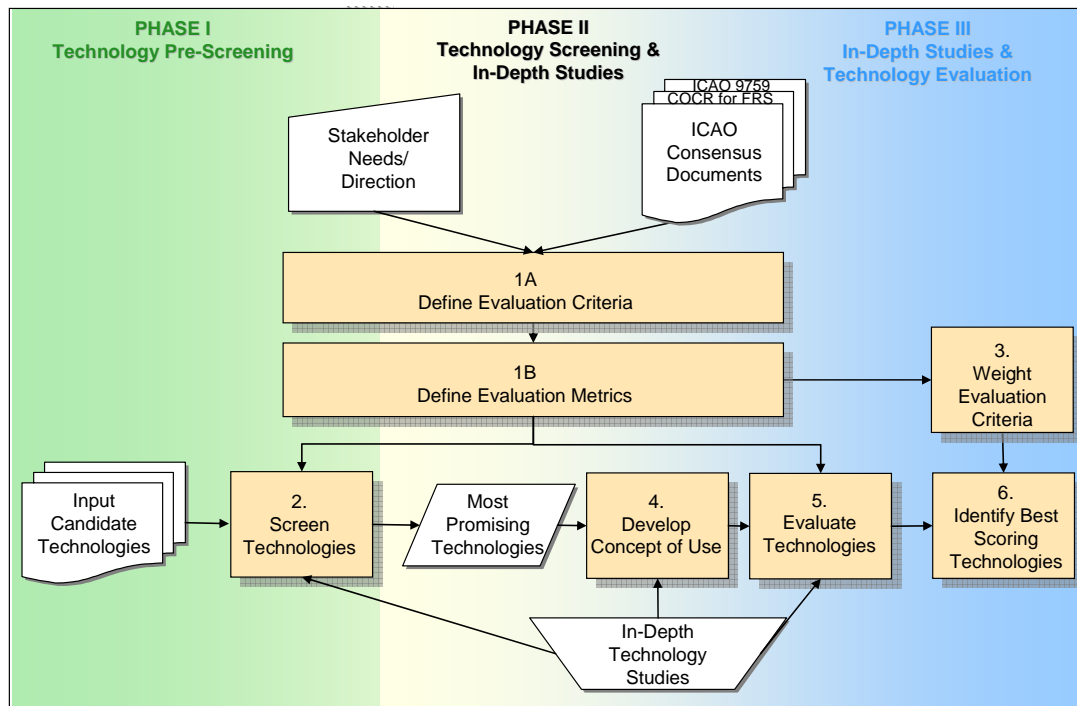 PHASE I
Technology Pre-Screening
PHASE II
Technology Screening &
In-Depth Studies
PHASE III
In-Depth Studies &
Technology Evaluation
Stakeholder
Needs/
Direction
ICAO 9759
COCR for FRS
ICAO
Consensus
Documents
1A
Define Evaluation Criteria
1B
Define Evaluation Metrics
3.
Weight
Evaluation
Criteria
Input
Candidate
Technologies
2.
Screen
Technologies
Most
Promising
Technologies
4.
Develop
Concept of Use
5.
Evaluate
Technologies
6.
Identify Best
Scoring
Technologies
In-Depth
Technology
Studies